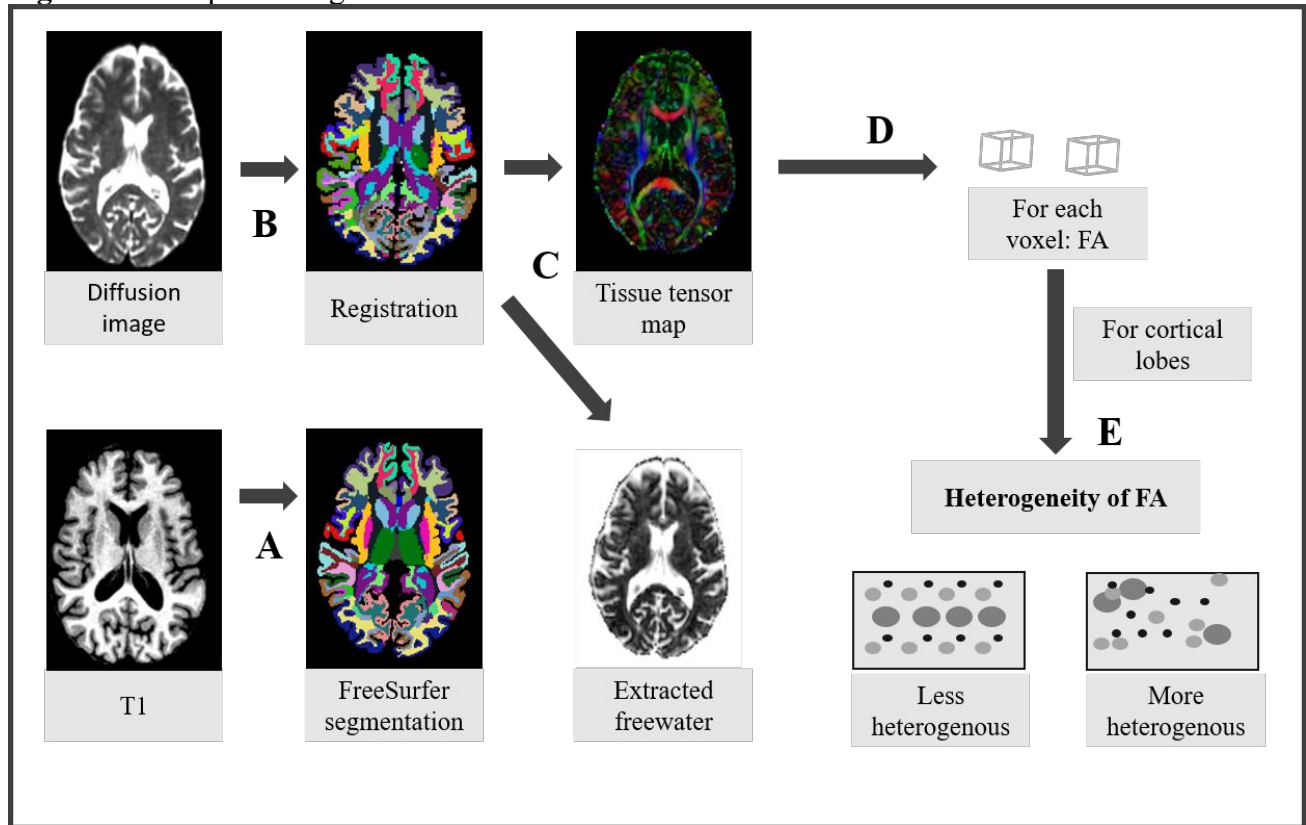 B
C
D
Diffusion
image
Registration
Tissue tensor
map
For each
voxel: FA
For cortical
lobes
A
E
T1
FreeSurfer
segmentation
Extracted
freewater
Heterogeneity of FA
Less
heterogenous
More
heterogenous